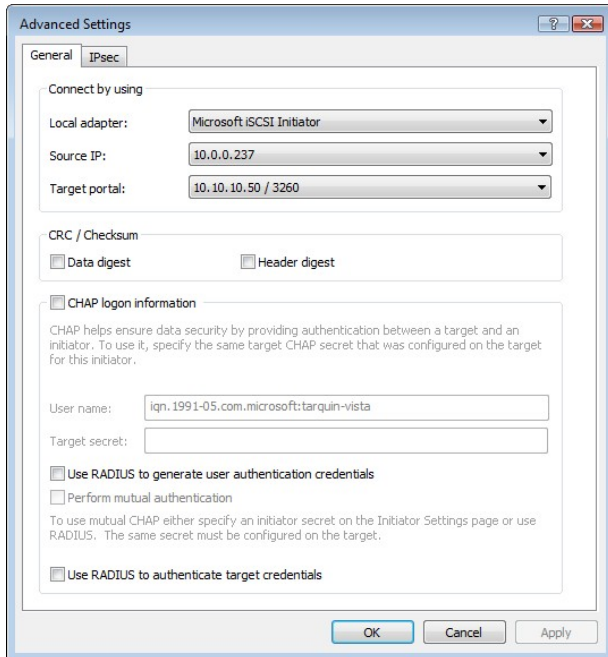 Advanced Settings
General IPsec
Connect by using
Local adapter: Microsoft iSCSI Initiator
Source IP: 10.0.0.237
Target portal: 10.10.10.50 / 3260
CRC / Checksum
Data digest Header digest
CHAP logon information
CHAP helps ensure data security by providing authentication between a target and an
initiator. To use it, specify the same target CHAP secret that was configured on the target
for this initiator.
User name: iqn.1991-05.com.microsoft:tarquin-vista
Target secret:
Use RADIUS to generate user authentication credentials
Perform mutual authentication
To use mutual CHAP either specify an initiator secret on the Initiator Settings page or use
RADIUS. The same secret must be configured on the target.
Use RADIUS to authenticate target credentials
OK Cancel Apply